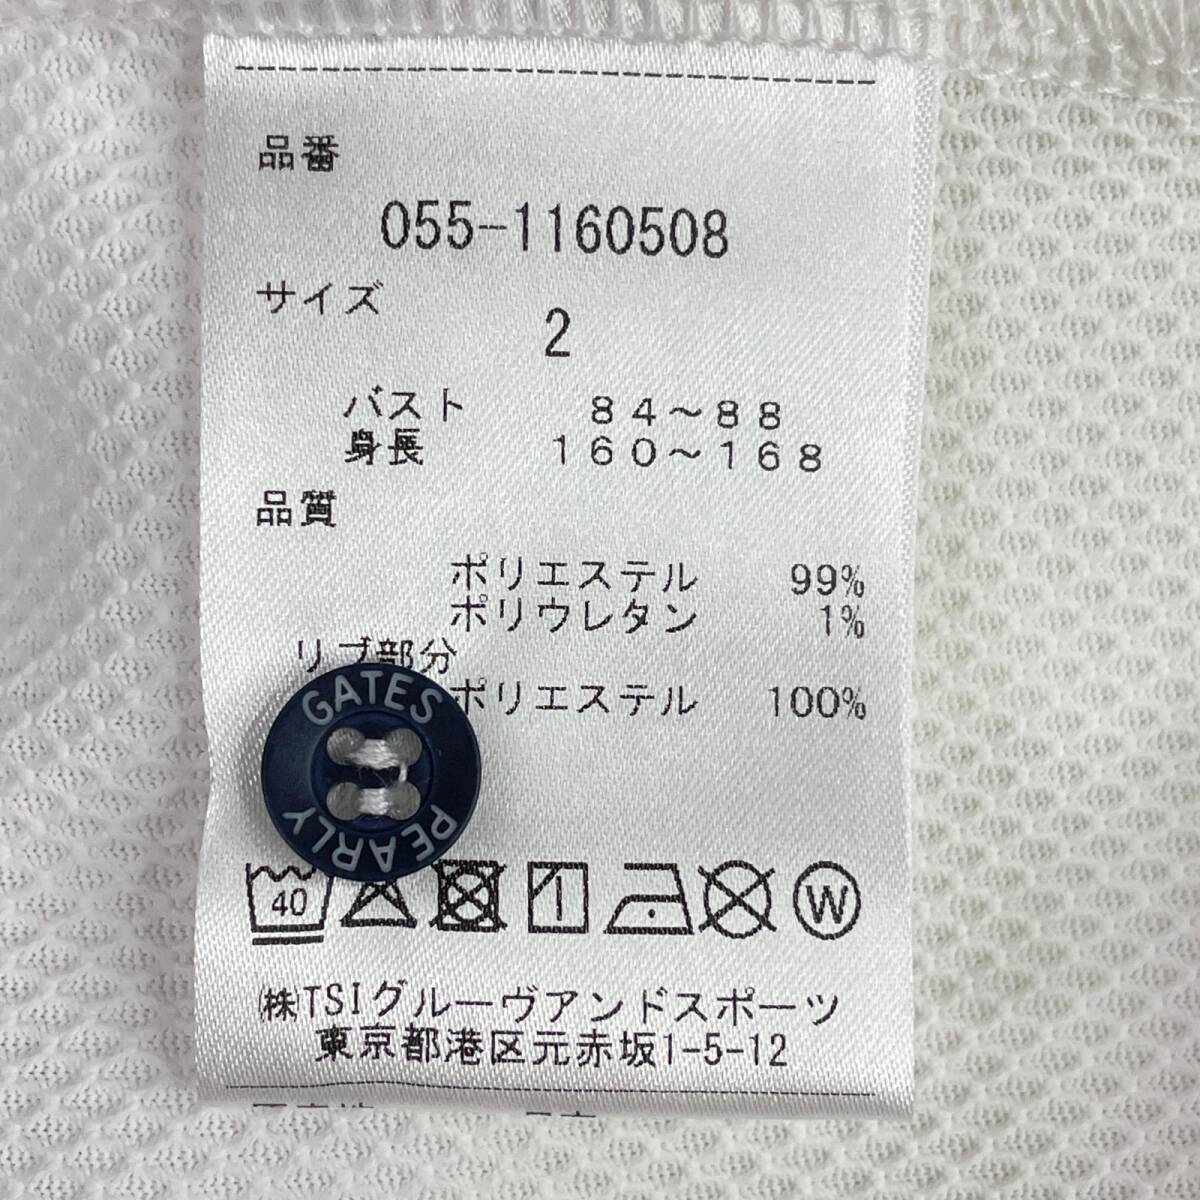 品番
055-1160508
サイズ
2
バスト 84～88
身長 160～168
品質
ポリエステル 99%
ポリウレタン 1%
リブ部分
ポリエステル 100%
GATES
PEARLY
40
W
㈱TSIグルーヴアンドスポーツ
東京都港区元赤坂1-5-12